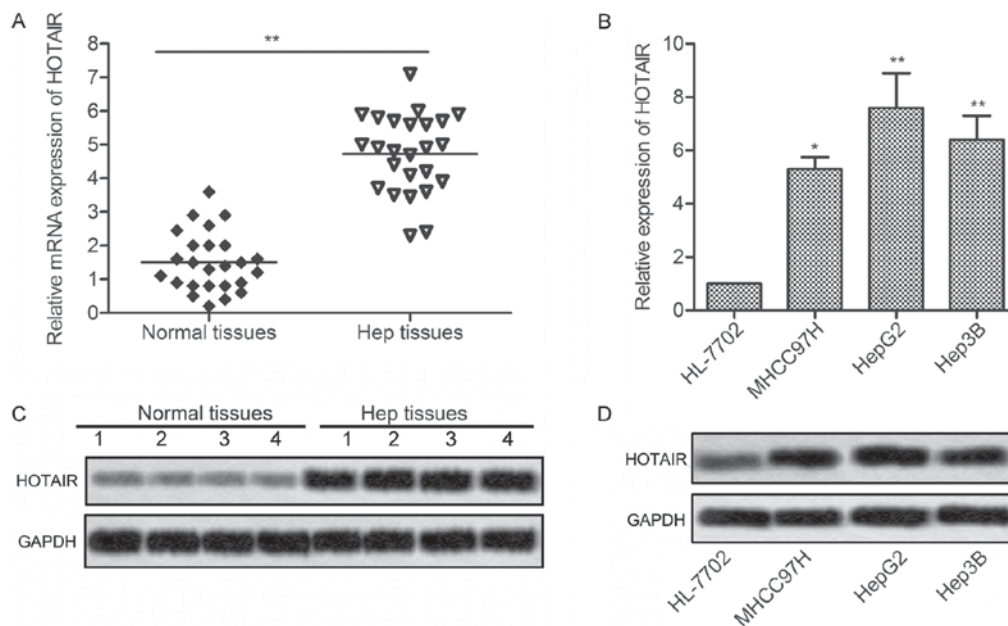 A
Relative mRNA expression of HOTAIR
8
7
6
5
4
3
2
1
0
**
Normal tissues
Hep tissues
B
Relative expression of HOTAIR
10
8
6
4
2
0
*
**
**
HL-7702
MHCC97H
HepG2
Hep3B
C
Normal tissues Hep tissues
1 2 3 4 1 2 3 4
HOTAIR
GAPDH
D
HOTAIR
GAPDH
HL-7702
MHCC97H
HepG2
Hep3B